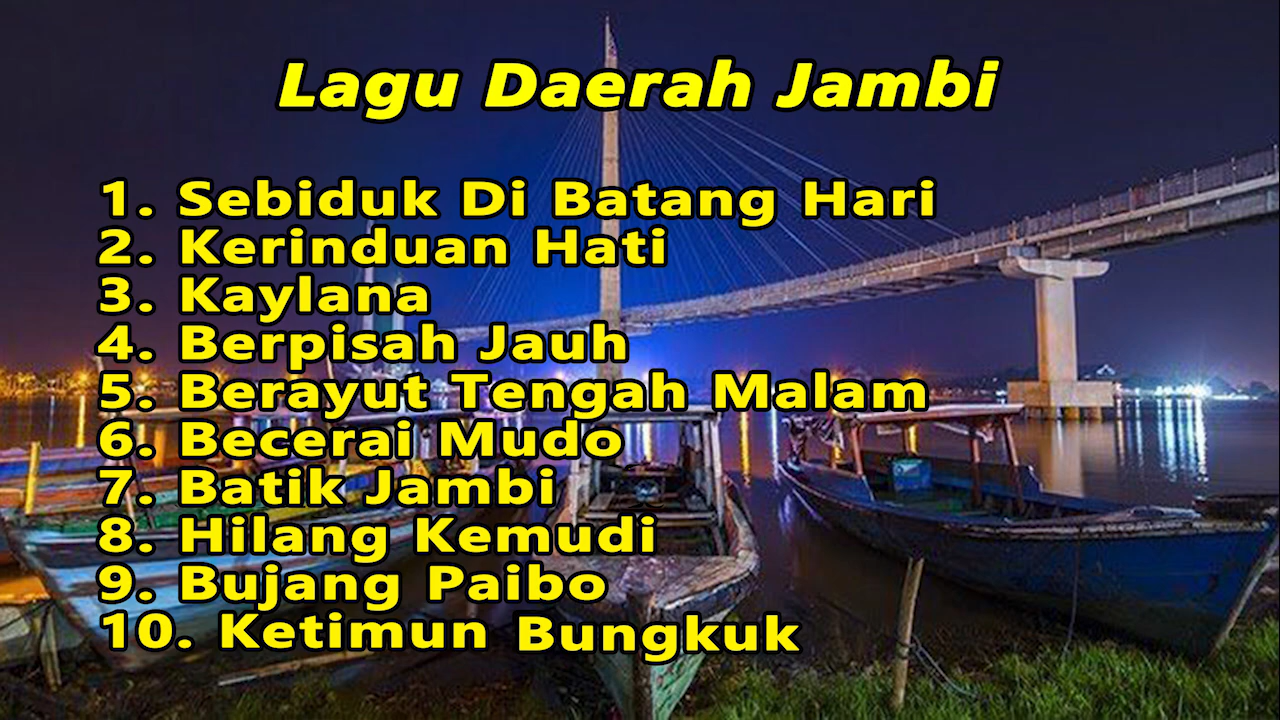 Lagu Daerah Jambi
1. Sebiduk Di Batang Hari
2. Kerinduan Hati
3. Kaylana
4. Berpisah Jauh
5. Berayut Tengah Malam
6. Becerai Mudo
7. Batik Jambi
8. Hilang Kemudi
9. Bujang Paibo
10. Ketimun Bungkuk